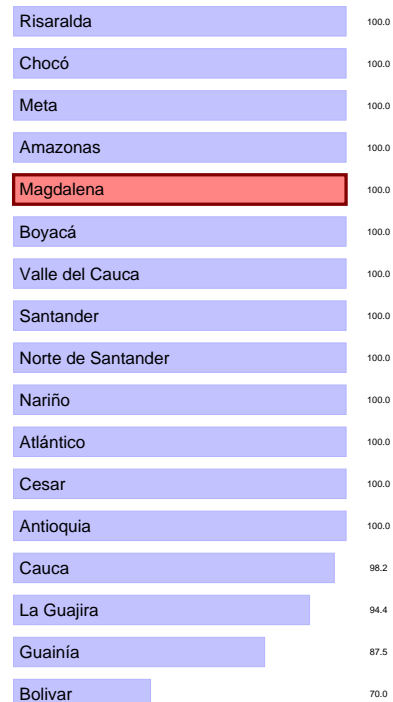 Risaralda 100.0
Chocó 100.0
Meta 100.0
Amazonas 100.0
Magdalena 100.0
Boyacá 100.0
Valle del Cauca 100.0
Santander 100.0
Norte de Santander 100.0
Nariño 100.0
Atlántico 100.0
Cesar 100.0
Antioquia 100.0
Cauca 98.2
La Guajira 94.4
Guainía 87.5
Bolivar 70.0